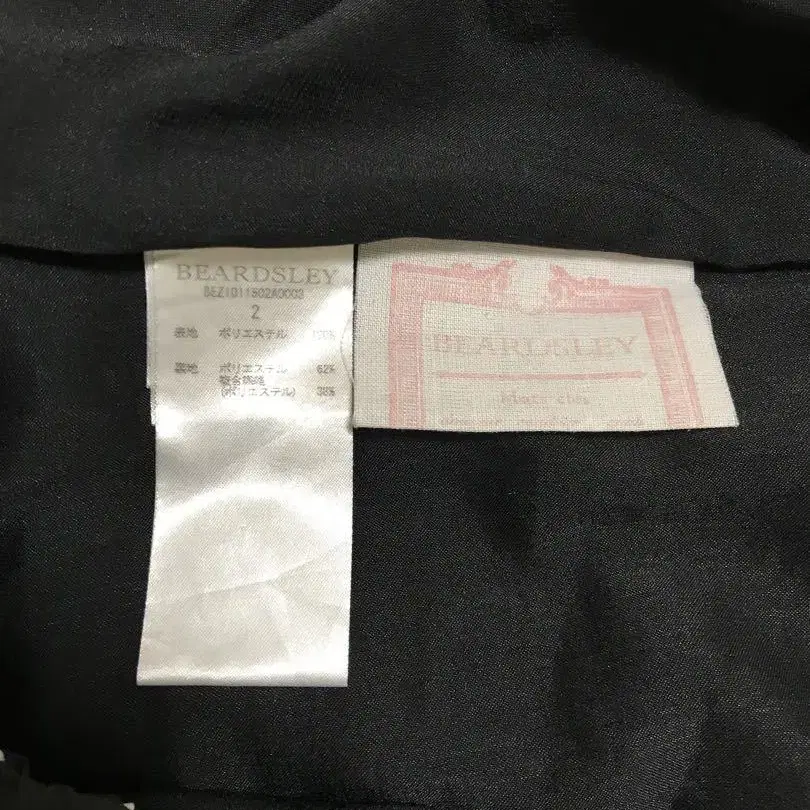 BEARDSLEY
BEZ1011502A0003
2
表地 ポリエステル 100%
裏地 ポリエステル 62%
複合繊維
(ポリエステル) 38%
BEARDSLEY